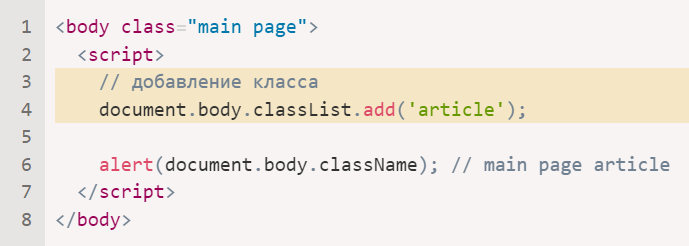 1 <body class="main page">
2   <script>
3     // добавление класса
4     document.body.classList.add('article');
5
6     alert(document.body.className); // main page article
7   </script>
8 </body>